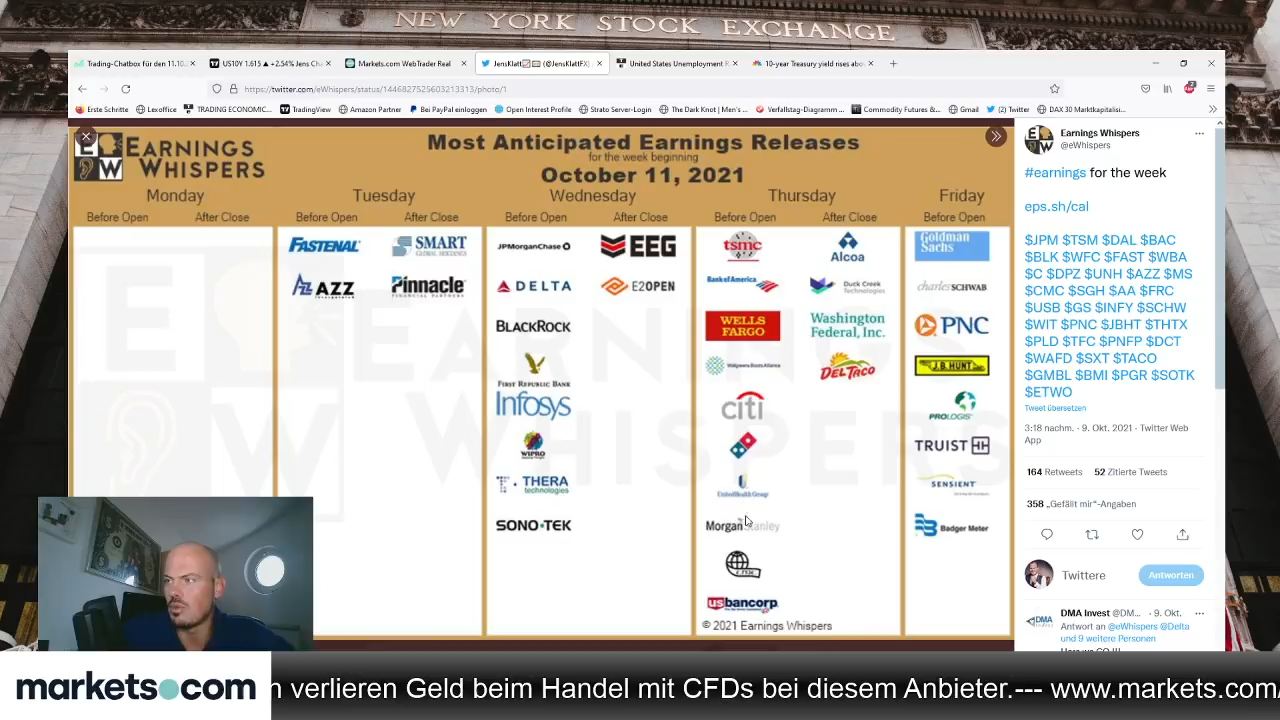 NEW YORK STOCK EXCHANGE
Trading-Chatbox für den 11.10.
US10Y 1.615 ▲ +2.54% Jens Cha
Markets.com WebTrader Real
United States Unemployment R
10-year Treasury yield rises abov
https://twitter.com/eWhispers/status/1446827525603213313/photo/1
Erste Schritte
Lexoffice
TRADING ECONOMIC...
TradingView
Amazon Partner
Bei PayPal einloggen
Open Interest Profile
Strato Server-Login
The Dark Knot | Men's ...
Verfallstag-Diagramm ...
Commodity Futures &...
Gmail
(2) Twitter
DAX 30 Marktkapitalisi...
EARNINGS
WHISPERS
Most Anticipated Earnings Releases
for the week beginning
October 11, 2021
Monday
Tuesday
Wednesday
Thursday
Friday
Before Open
After Close
Before Open
After Close
Before Open
After Close
Before Open
After Close
Before Open
FASTENAL
AZZ
incorporated
SMART
GLOBAL HOLDINGS
Pinnacle
FINANCIAL PARTNERS
JPMorganChase
DELTA
BLACKROCK
FIRST REPUBLIC BANK
Infosys
WIPRO
THERA
technologies
SONO-TEK
EEG
E2OPEN
tsmc
Bank of America
WELLS
FARGO
Walgreens Boots Alliance
citi
UnitedHealth Group
Morgan Stanley
usbancorp
© 2021 Earnings Whispers
Alcoa
Duck Creek
Technologies
Washington
Federal, Inc.
DEL TACO
Goldman
Sachs
charles SCHWAB
PNC
J.B. HUNT
PROLOGIS
TRUIST
SENSIENT
Badger Meter
Earnings Whispers
@eWhispers
#earnings for the week
eps.sh/cal
$JPM $TSM $DAL $BAC
$BLK $WFC $FAST $WBA
$C $DPZ $UNH $AZZ $MS
$CMC $SGH $AA $FRC
$USB $GS $INFY $SCHW
$WIT $PNC $JBHT $THTX
$PLD $TFC $PNFP $DCT
$WAFD $SXT $TACO
$GMBL $BMI $PGR $SOTK
$ETWO
Tweet übersetzen
3:18 nachm. · 9. Okt. 2021 · Twitter Web
App
164 Retweets 52 Zitierte Tweets
358 „Gefällt mir“-Angaben
Twittere
Antworten
DMA Invest @DM... · 9. Okt.
Antwort an @eWhispers @Delta
und 9 weitere Personen
markets.com
n verlieren Geld beim Handel mit CFDs bei diesem Anbieter.--- www.markets.com/